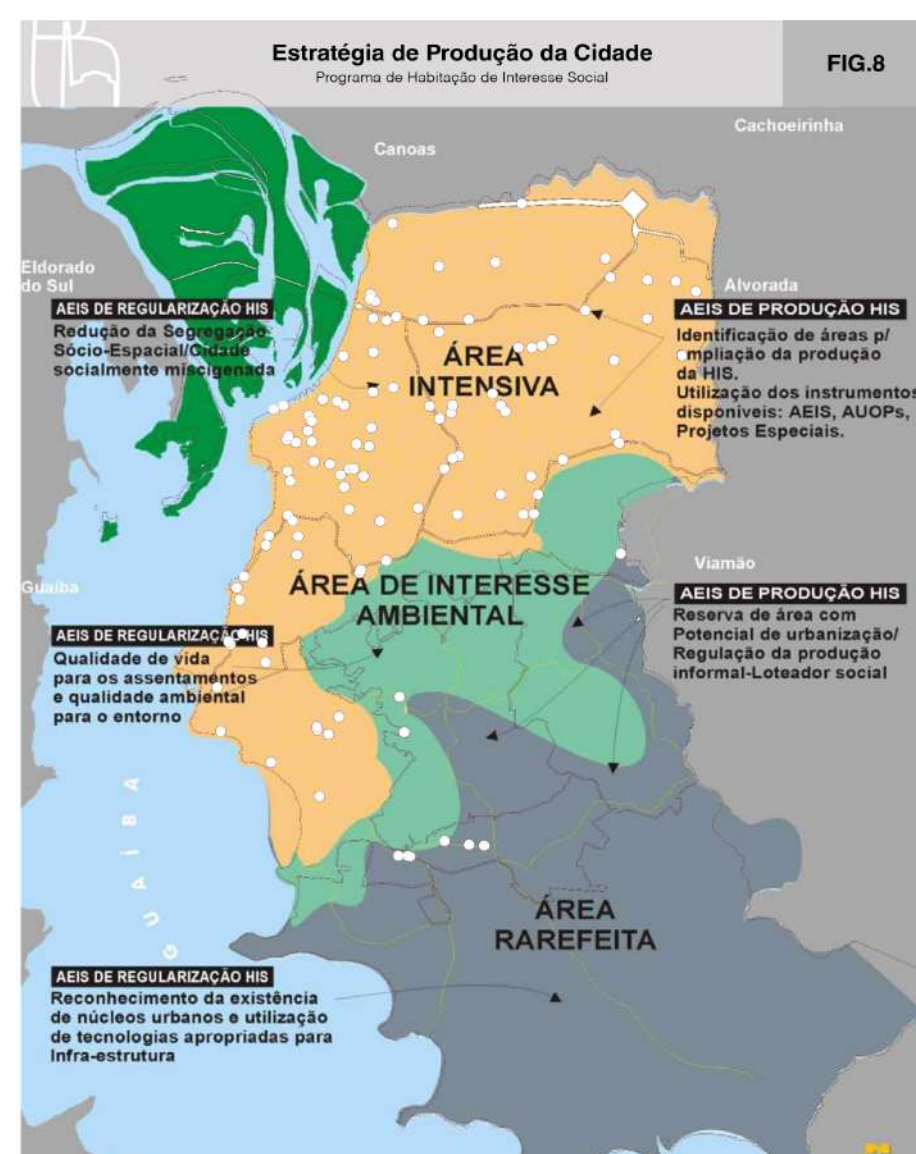 Estratégia de Produção da Cidade
Programa de Habitação de Interesse Social
FIG.8
Cachoeirinha
Canoas
Eldorado
do Sul
Alvorada
AEIS DE REGULARIZAÇÃO HIS
Redução da Segregação
Sócio-Espacial/Cidade
socialmente miscigenada
AEIS DE PRODUÇÃO HIS
Identificação de áreas p/
ampliação da produção
da HIS.
Utilização dos instrumentos
disponíveis: AEIS, AUOPs,
Projetos Especiais.
ÁREA
INTENSIVA
Viamão
Guaíba
ÁREA DE INTERESSE
AMBIENTAL
AEIS DE PRODUÇÃO HIS
Reserva de área com
Potencial de urbanização/
Regulação da produção
informal-Loteador social
AEIS DE REGULARIZAÇÃO HIS
Qualidade de vida
para os assentamentos
e qualidade ambiental
para o entorno
GUAÍBA
ÁREA
RAREFEITA
AEIS DE REGULARIZAÇÃO HIS
Reconhecimento da existência
de núcleos urbanos e utilização
de tecnologias apropriadas para
Infra-estrutura